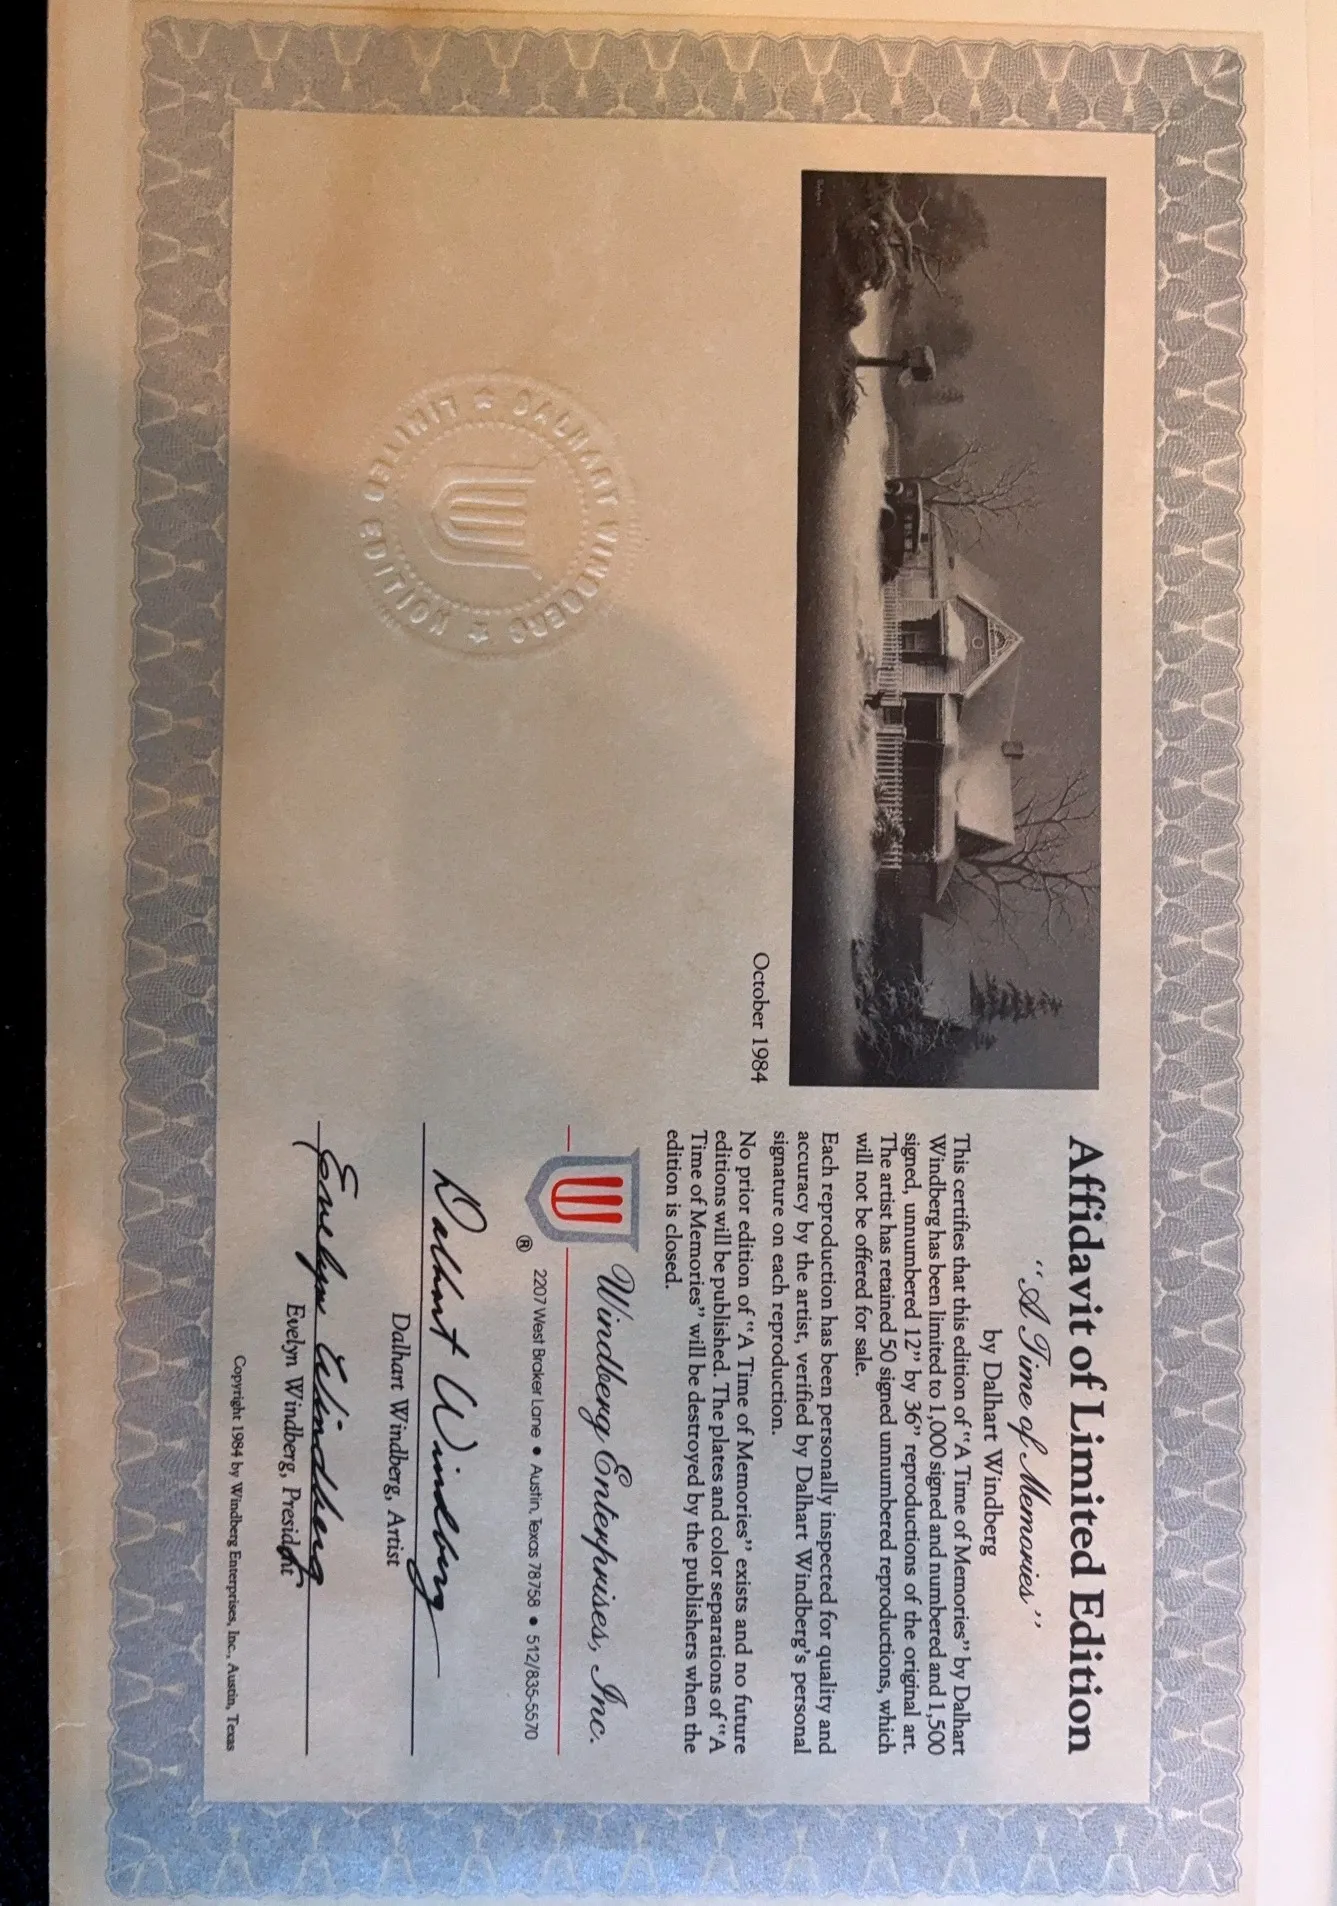 Affidavit of Limited Edition
"A Time of Memories"
by Dalhart Windberg
This certifies that this edition of "A Time of Memories" by Dalhart
Windberg has been limited to 1,000 signed and numbered and 1,500
signed, unnumbered 12" by 36" reproductions of the original art.
The artist has retained 50 signed unnumbered reproductions, which
will not be offered for sale.
Each reproduction has been personally inspected for quality and
accuracy by the artist, verified by Dalhart Windberg's personal
signature on each reproduction.
No prior edition of "A Time of Memories" exists and no future
editions will be published. The plates and color separations of "A
Time of Memories" will be destroyed by the publishers when the
edition is closed.
October 1984
Windberg Enterprises, Inc.
2207 West Braker Lane • Austin, Texas 78758 • 512/835-5570
®
Dalhart Windberg
Dalhart Windberg, Artist
Evelyn Windberg
Evelyn Windberg, President
Copyright 1984 by Windberg Enterprises, Inc., Austin, Texas
DALHART WINDBERG
LIMITED EDITION